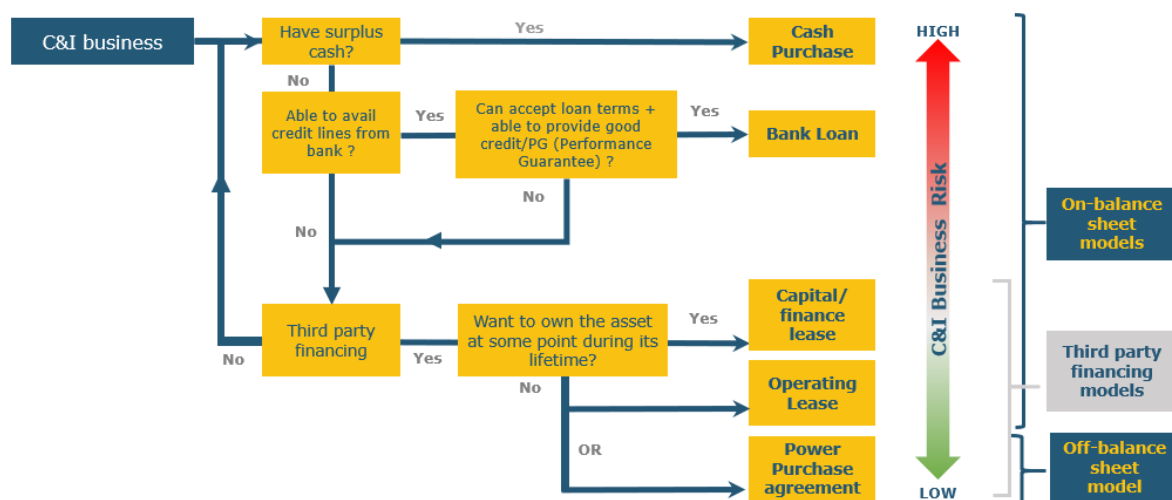 C&I business
Have surplus
cash?
Yes
Cash
Purchase
HIGH
No
Able to avail
credit lines from
bank ?
Yes
Can accept loan terms +
able to provide good
credit/PG (Performance
Guarantee) ?
Yes
Bank Loan
No
No
C&I Business Risk
On-balance
sheet
models
Third party
financing
No
Yes
Want to own the asset
at some point during its
lifetime?
Yes
Capital/
finance
lease
No
Operating
Lease
Third party
financing
models
OR
Power
Purchase
agreement
LOW
Off-balance
sheet
model